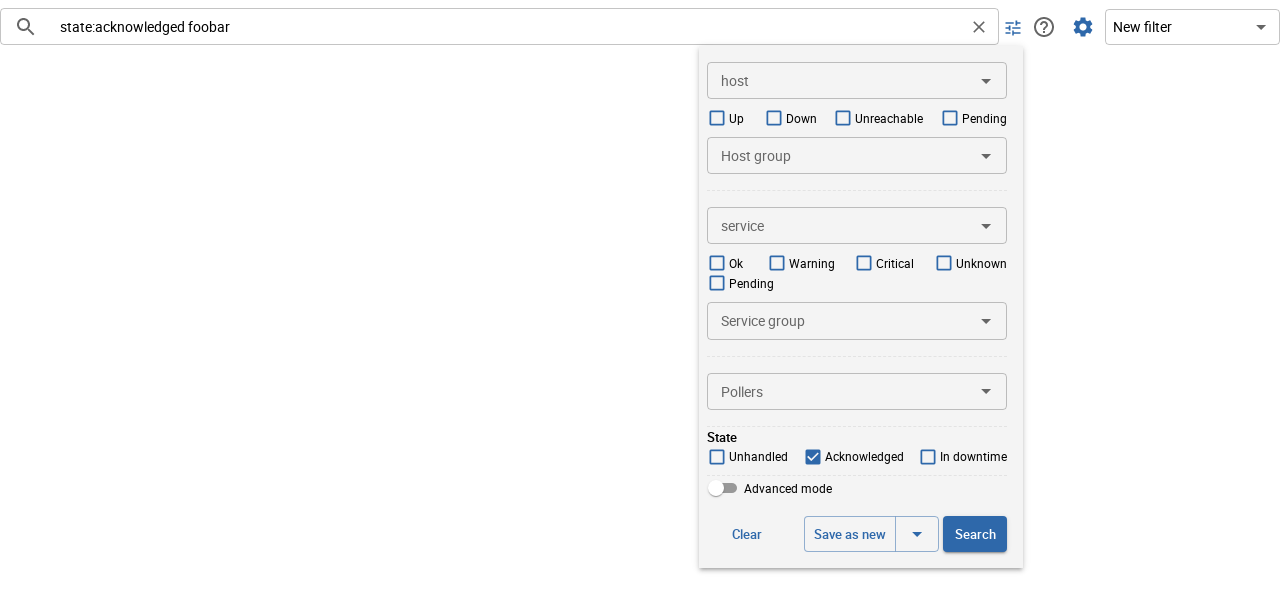 state:acknowledged foobar
New filter
host
Up Down Unreachable Pending
Host group
service
Ok Warning Critical Unknown
Pending
Service group
Pollers
State
Unhandled Acknowledged In downtime
Advanced mode
Clear Save as new Search